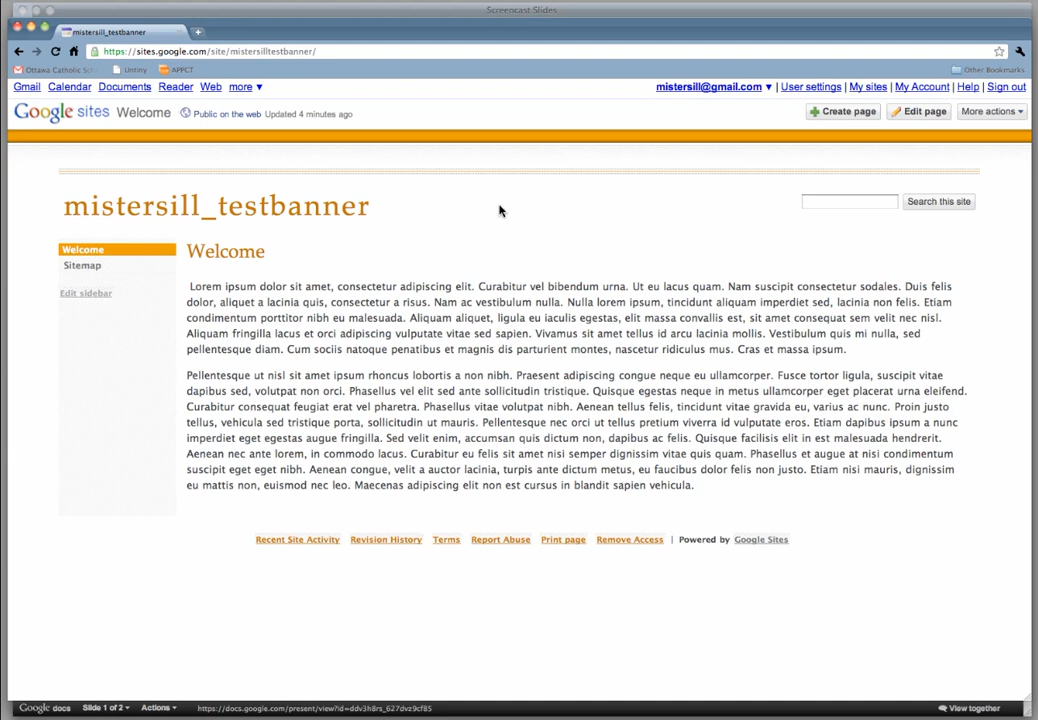 Screencast Slides
mistersill_testbanner
https://sites.google.com/site/mistersilltestbanner/
Ottawa Catholic Sch Untiny APPCT Other Bookmarks
Gmail Calendar Documents Reader Web more ▼ mistersill@gmail.com ▼ | User settings | My sites | My Account | Help | Sign out
Google sites Welcome Public on the web Updated 4 minutes ago Create page Edit page More actions ▾
mistersill_testbanner Search this site
Welcome
Sitemap
Edit sidebar
Welcome
Lorem ipsum dolor sit amet, consectetur adipiscing elit. Curabitur vel bibendum urna. Ut eu lacus quam. Nam suscipit consectetur sodales. Duis felis
dolor, aliquet a lacinia quis, consectetur a risus. Nam ac vestibulum nulla. Nulla lorem ipsum, tincidunt aliquam imperdiet sed, lacinia non felis. Etiam
condimentum porttitor nibh eu malesuada. Aliquam aliquet, ligula eu iaculis egestas, elit massa convallis est, sit amet consequat sem velit nec nisl.
Aliquam fringilla lacus et orci adipiscing vulputate vitae sed sapien. Vivamus sit amet tellus id arcu lacinia mollis. Vestibulum quis mi nulla, sed
pellentesque diam. Cum sociis natoque penatibus et magnis dis parturient montes, nascetur ridiculus mus. Cras et massa ipsum.
Pellentesque ut nisl sit amet ipsum rhoncus lobortis a non nibh. Praesent adipiscing congue neque eu ullamcorper. Fusce tortor ligula, suscipit vitae
dapibus sed, volutpat non orci. Phasellus vel elit sed ante sollicitudin tristique. Quisque egestas neque in metus ullamcorper eget placerat urna eleifend.
Curabitur consequat feugiat erat vel pharetra. Phasellus vitae volutpat nibh. Aenean tellus felis, tincidunt vitae gravida eu, varius ac nunc. Proin justo
tellus, vehicula sed tristique porta, sollicitudin ut mauris. Pellentesque nec orci ut tellus pretium viverra id vulputate eros. Etiam dapibus ipsum a nunc
imperdiet eget egestas augue fringilla. Sed velit enim, accumsan quis dictum non, dapibus ac felis. Quisque facilisis elit in est malesuada hendrerit.
Aenean nec ante lorem, in commodo lacus. Curabitur eu felis sit amet nisi semper dignissim vitae quis quam. Phasellus et augue at nisi condimentum
suscipit eget eget nibh. Aenean congue, velit a auctor lacinia, turpis ante dictum metus, eu faucibus dolor felis non justo. Etiam nisi mauris, dignissim
eu mattis non, euismod nec leo. Maecenas adipiscing elit non est cursus in blandit sapien vehicula.
Recent Site Activity Revision History Terms Report Abuse Print page Remove Access | Powered by Google Sites
Google docs Slide 1 of 2 ▾ Actions ▾ https://docs.google.com/present/view?id=ddv3h8rs_627dvz9cf85 View together